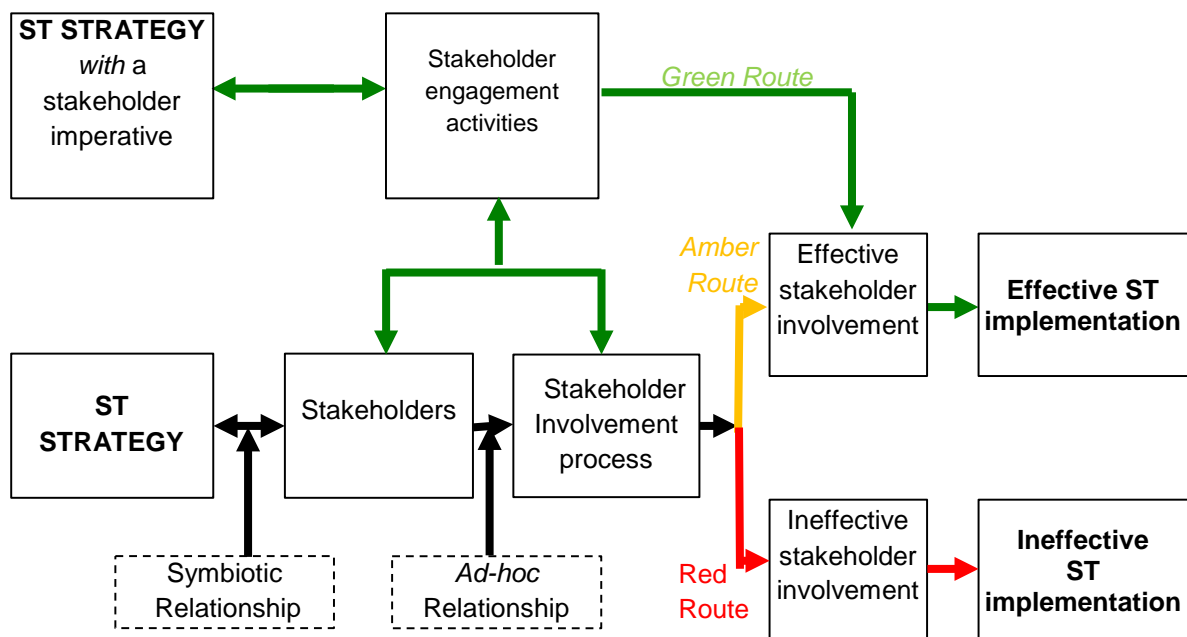 ST STRATEGY
with a
stakeholder
imperative
Stakeholder
engagement
activities
Green Route
Amber
Route
Effective
stakeholder
involvement
Effective ST
implementation
ST
STRATEGY
Stakeholders
Stakeholder
Involvement
process
Symbiotic
Relationship
Ad-hoc
Relationship
Red
Route
Ineffective
stakeholder
involvement
Ineffective
ST
implementation